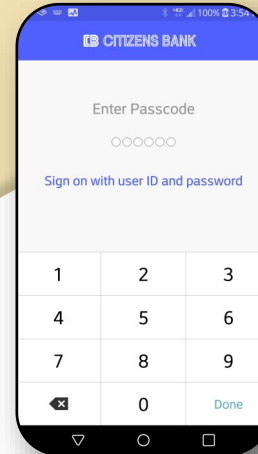 100% 3:54
CB CITIZENS BANK
Enter Passcode
Sign on with user ID and password
1 2 3
4 5 6
7 8 9
0 Done